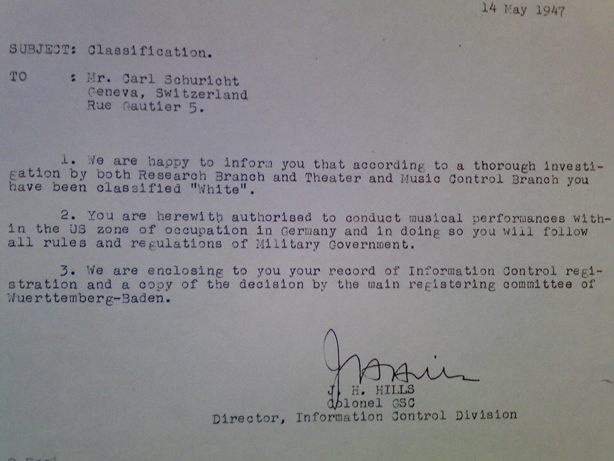 14 May 1947
SUBJECT: Classification.
TO : Mr. Carl Schuricht
Geneva, Switzerland
Rue Gautier 5.
1. We are happy to inform you that according to a thorough investi-
gation by both Research Branch and Theater and Music Control Branch you
have been classified "White".
2. You are herewith authorised to conduct musical performances with-
in the US zone of occupation in Germany and in doing so you will follow
all rules and regulations of Military Government.
3. We are enclosing to you your record of Information Control regi-
stration and a copy of the decision by the main registering committee of
Wuerttemberg-Baden.
J. H. HILLS
Colonel GSC
Director, Information Control Division